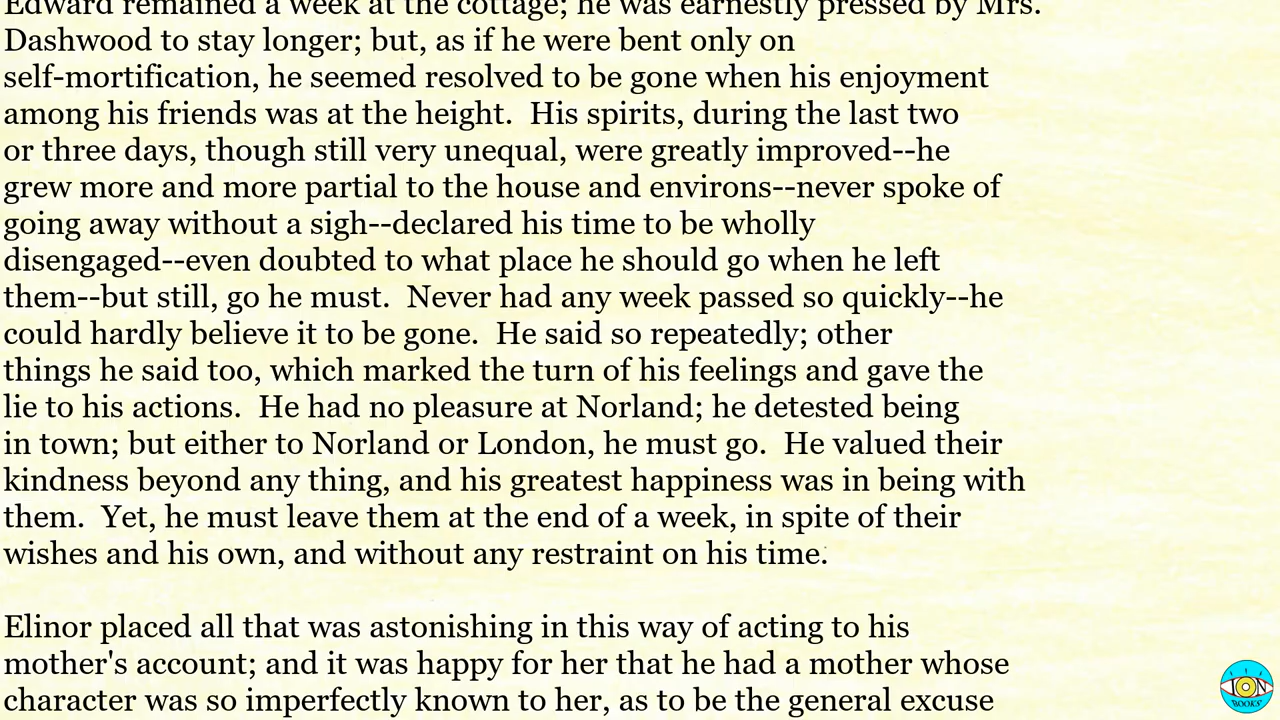 Edward remained a week at the cottage; he was earnestly pressed by Mrs.
Dashwood to stay longer; but, as if he were bent only on
self-mortification, he seemed resolved to be gone when his enjoyment
among his friends was at the height.  His spirits, during the last two
or three days, though still very unequal, were greatly improved--he
grew more and more partial to the house and environs--never spoke of
going away without a sigh--declared his time to be wholly
disengaged--even doubted to what place he should go when he left
them--but still, go he must.  Never had any week passed so quickly--he
could hardly believe it to be gone.  He said so repeatedly; other
things he said too, which marked the turn of his feelings and gave the
lie to his actions.  He had no pleasure at Norland; he detested being
in town; but either to Norland or London, he must go.  He valued their
kindness beyond any thing, and his greatest happiness was in being with
them.  Yet, he must leave them at the end of a week, in spite of their
wishes and his own, and without any restraint on his time.
Elinor placed all that was astonishing in this way of acting to his
mother's account; and it was happy for her that he had a mother whose
character was so imperfectly known to her, as to be the general excuse
ION
BOOKS